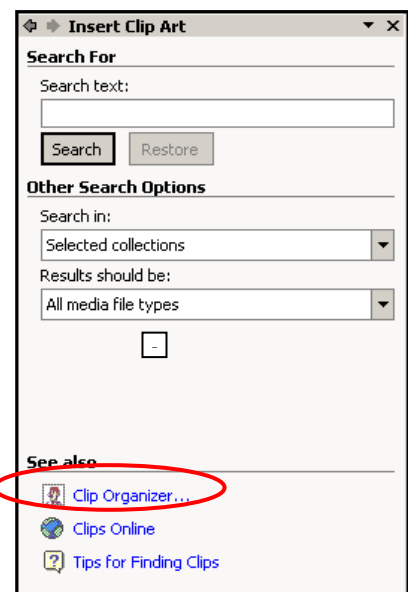 Insert Clip Art
Search For
Search text:
Search Restore
Other Search Options
Search in:
Selected collections
Results should be:
All media file types
-
See also
Clip Organizer...
Clips Online
Tips for Finding Clips